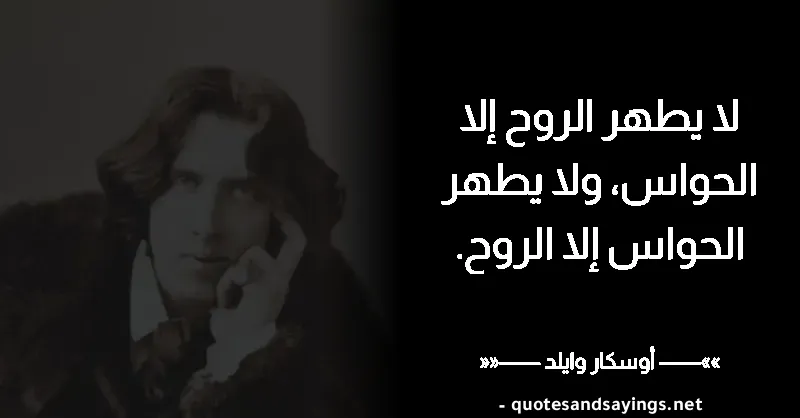 لا يطهر الروح إلا
الحواس، ولا يطهر
الحواس إلا الروح.
»»—— أوسكار وايلد ——««
- quotesandsayings.net